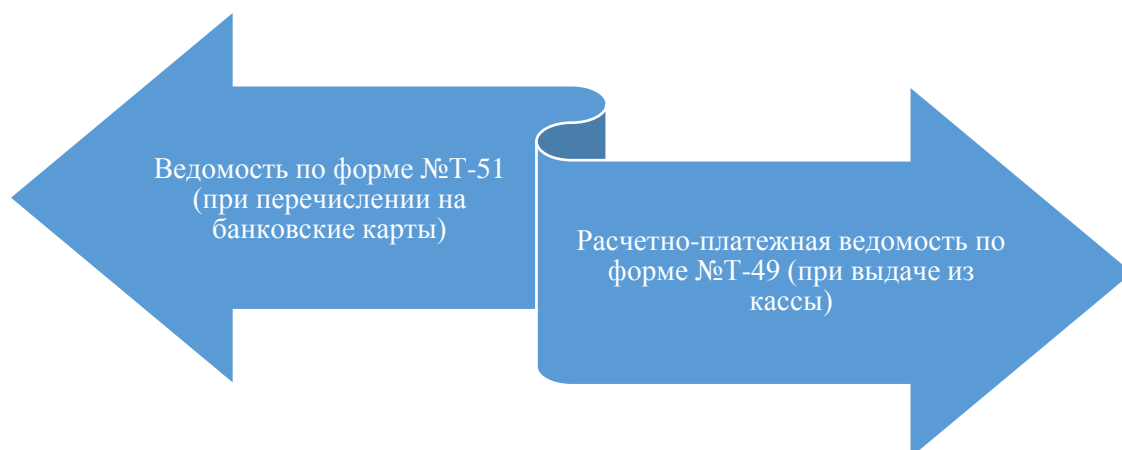 Ведомость по форме №Т-51
(при перечислении на
банковские карты)
Расчетно-платежная ведомость по
форме №Т-49 (при выдаче из
кассы)